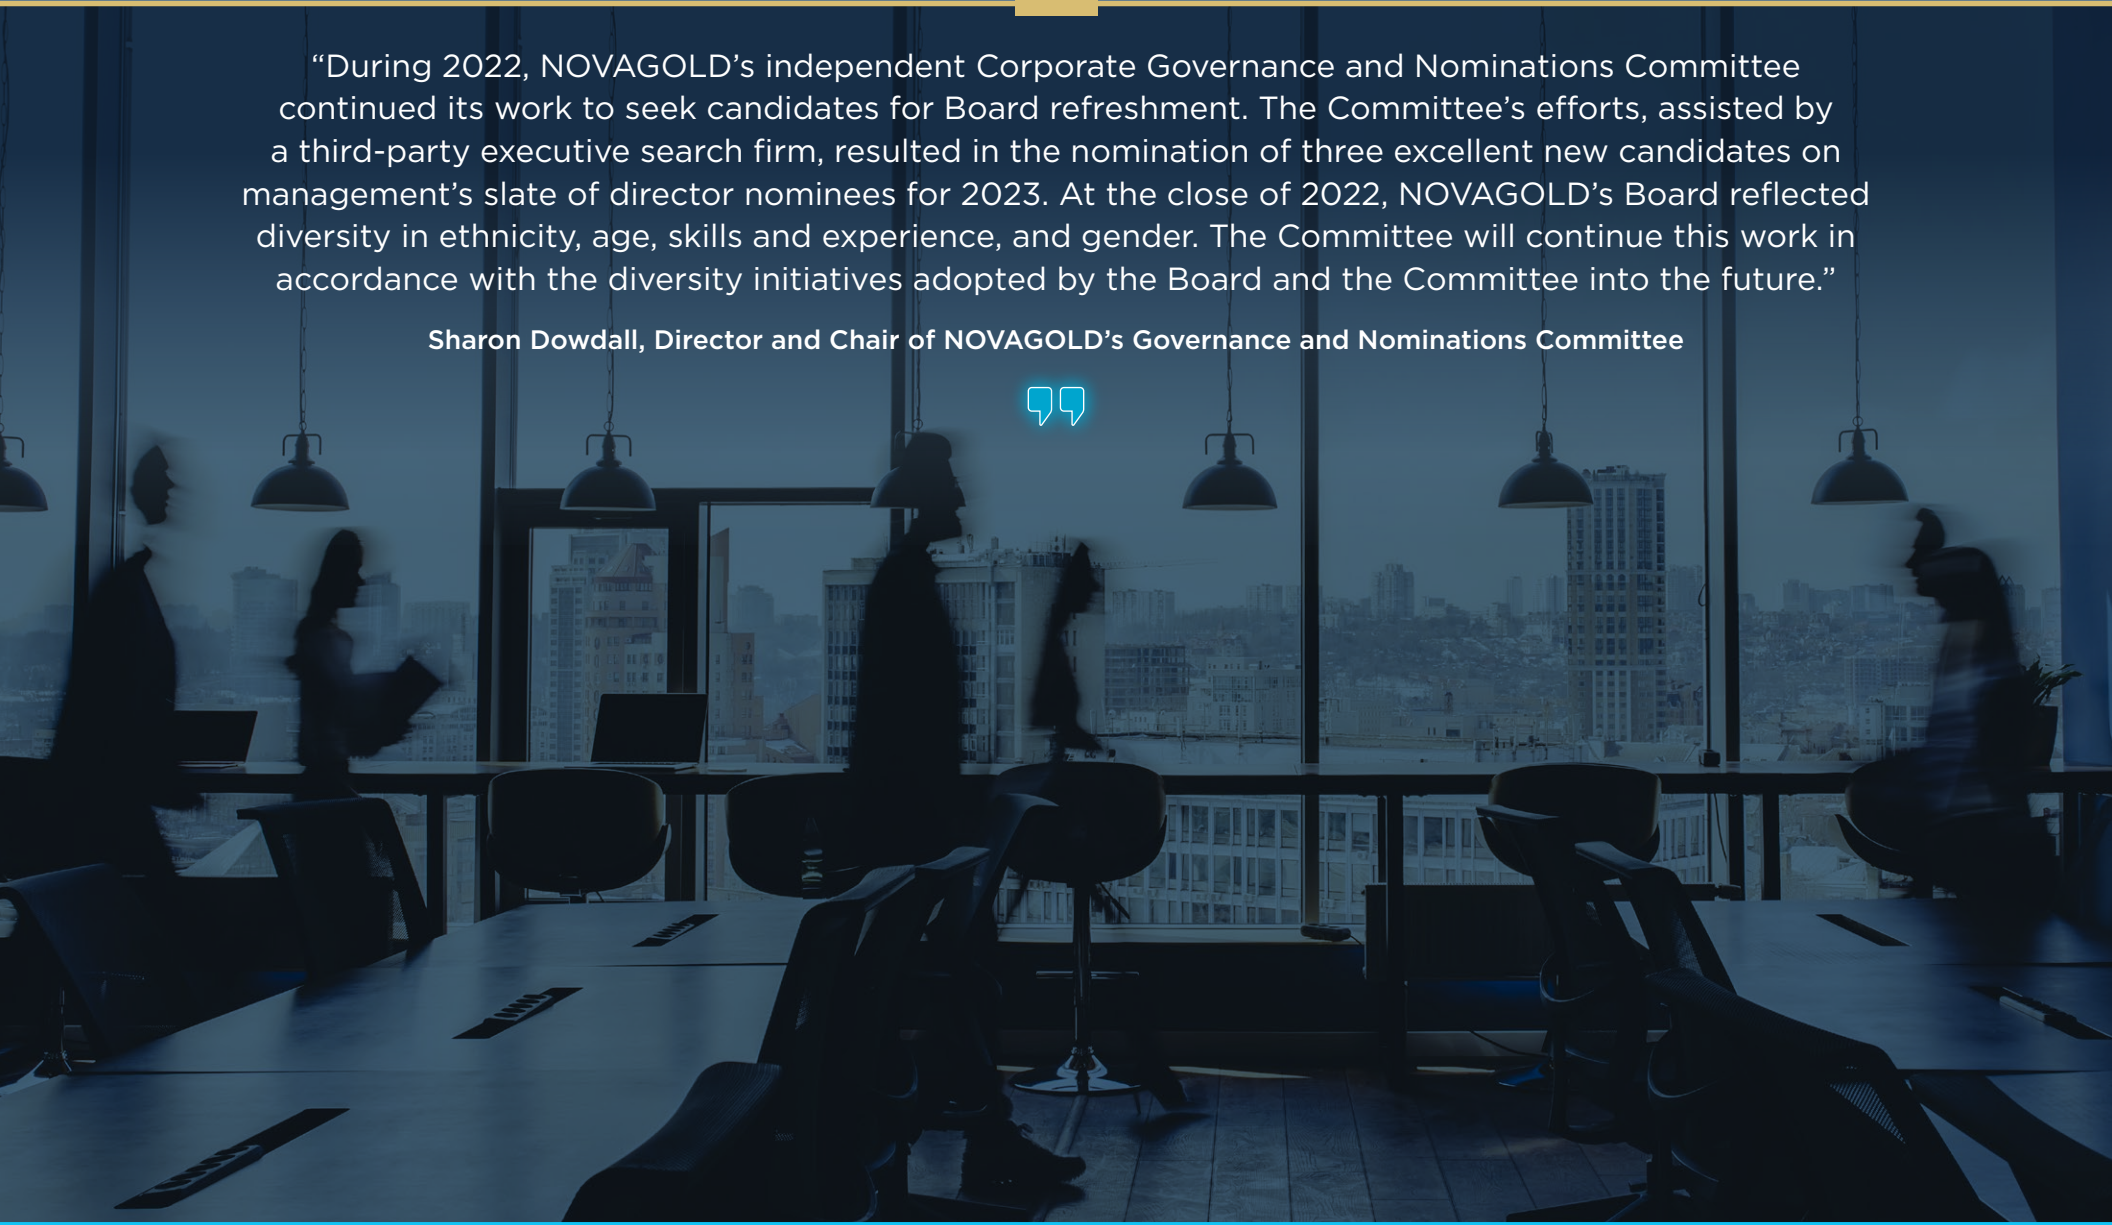 “During 2022, NOVAGOLD’s independent Corporate Governance and Nominations Committee
continued its work to seek candidates for Board refreshment. The Committee’s efforts, assisted by
a third-party executive search firm, resulted in the nomination of three excellent new candidates on
management’s slate of director nominees for 2023. At the close of 2022, NOVAGOLD’s Board reflected
diversity in ethnicity, age, skills and experience, and gender. The Committee will continue this work in
accordance with the diversity initiatives adopted by the Board and the Committee into the future.”
Sharon Dowdall, Director and Chair of NOVAGOLD’s Governance and Nominations Committee